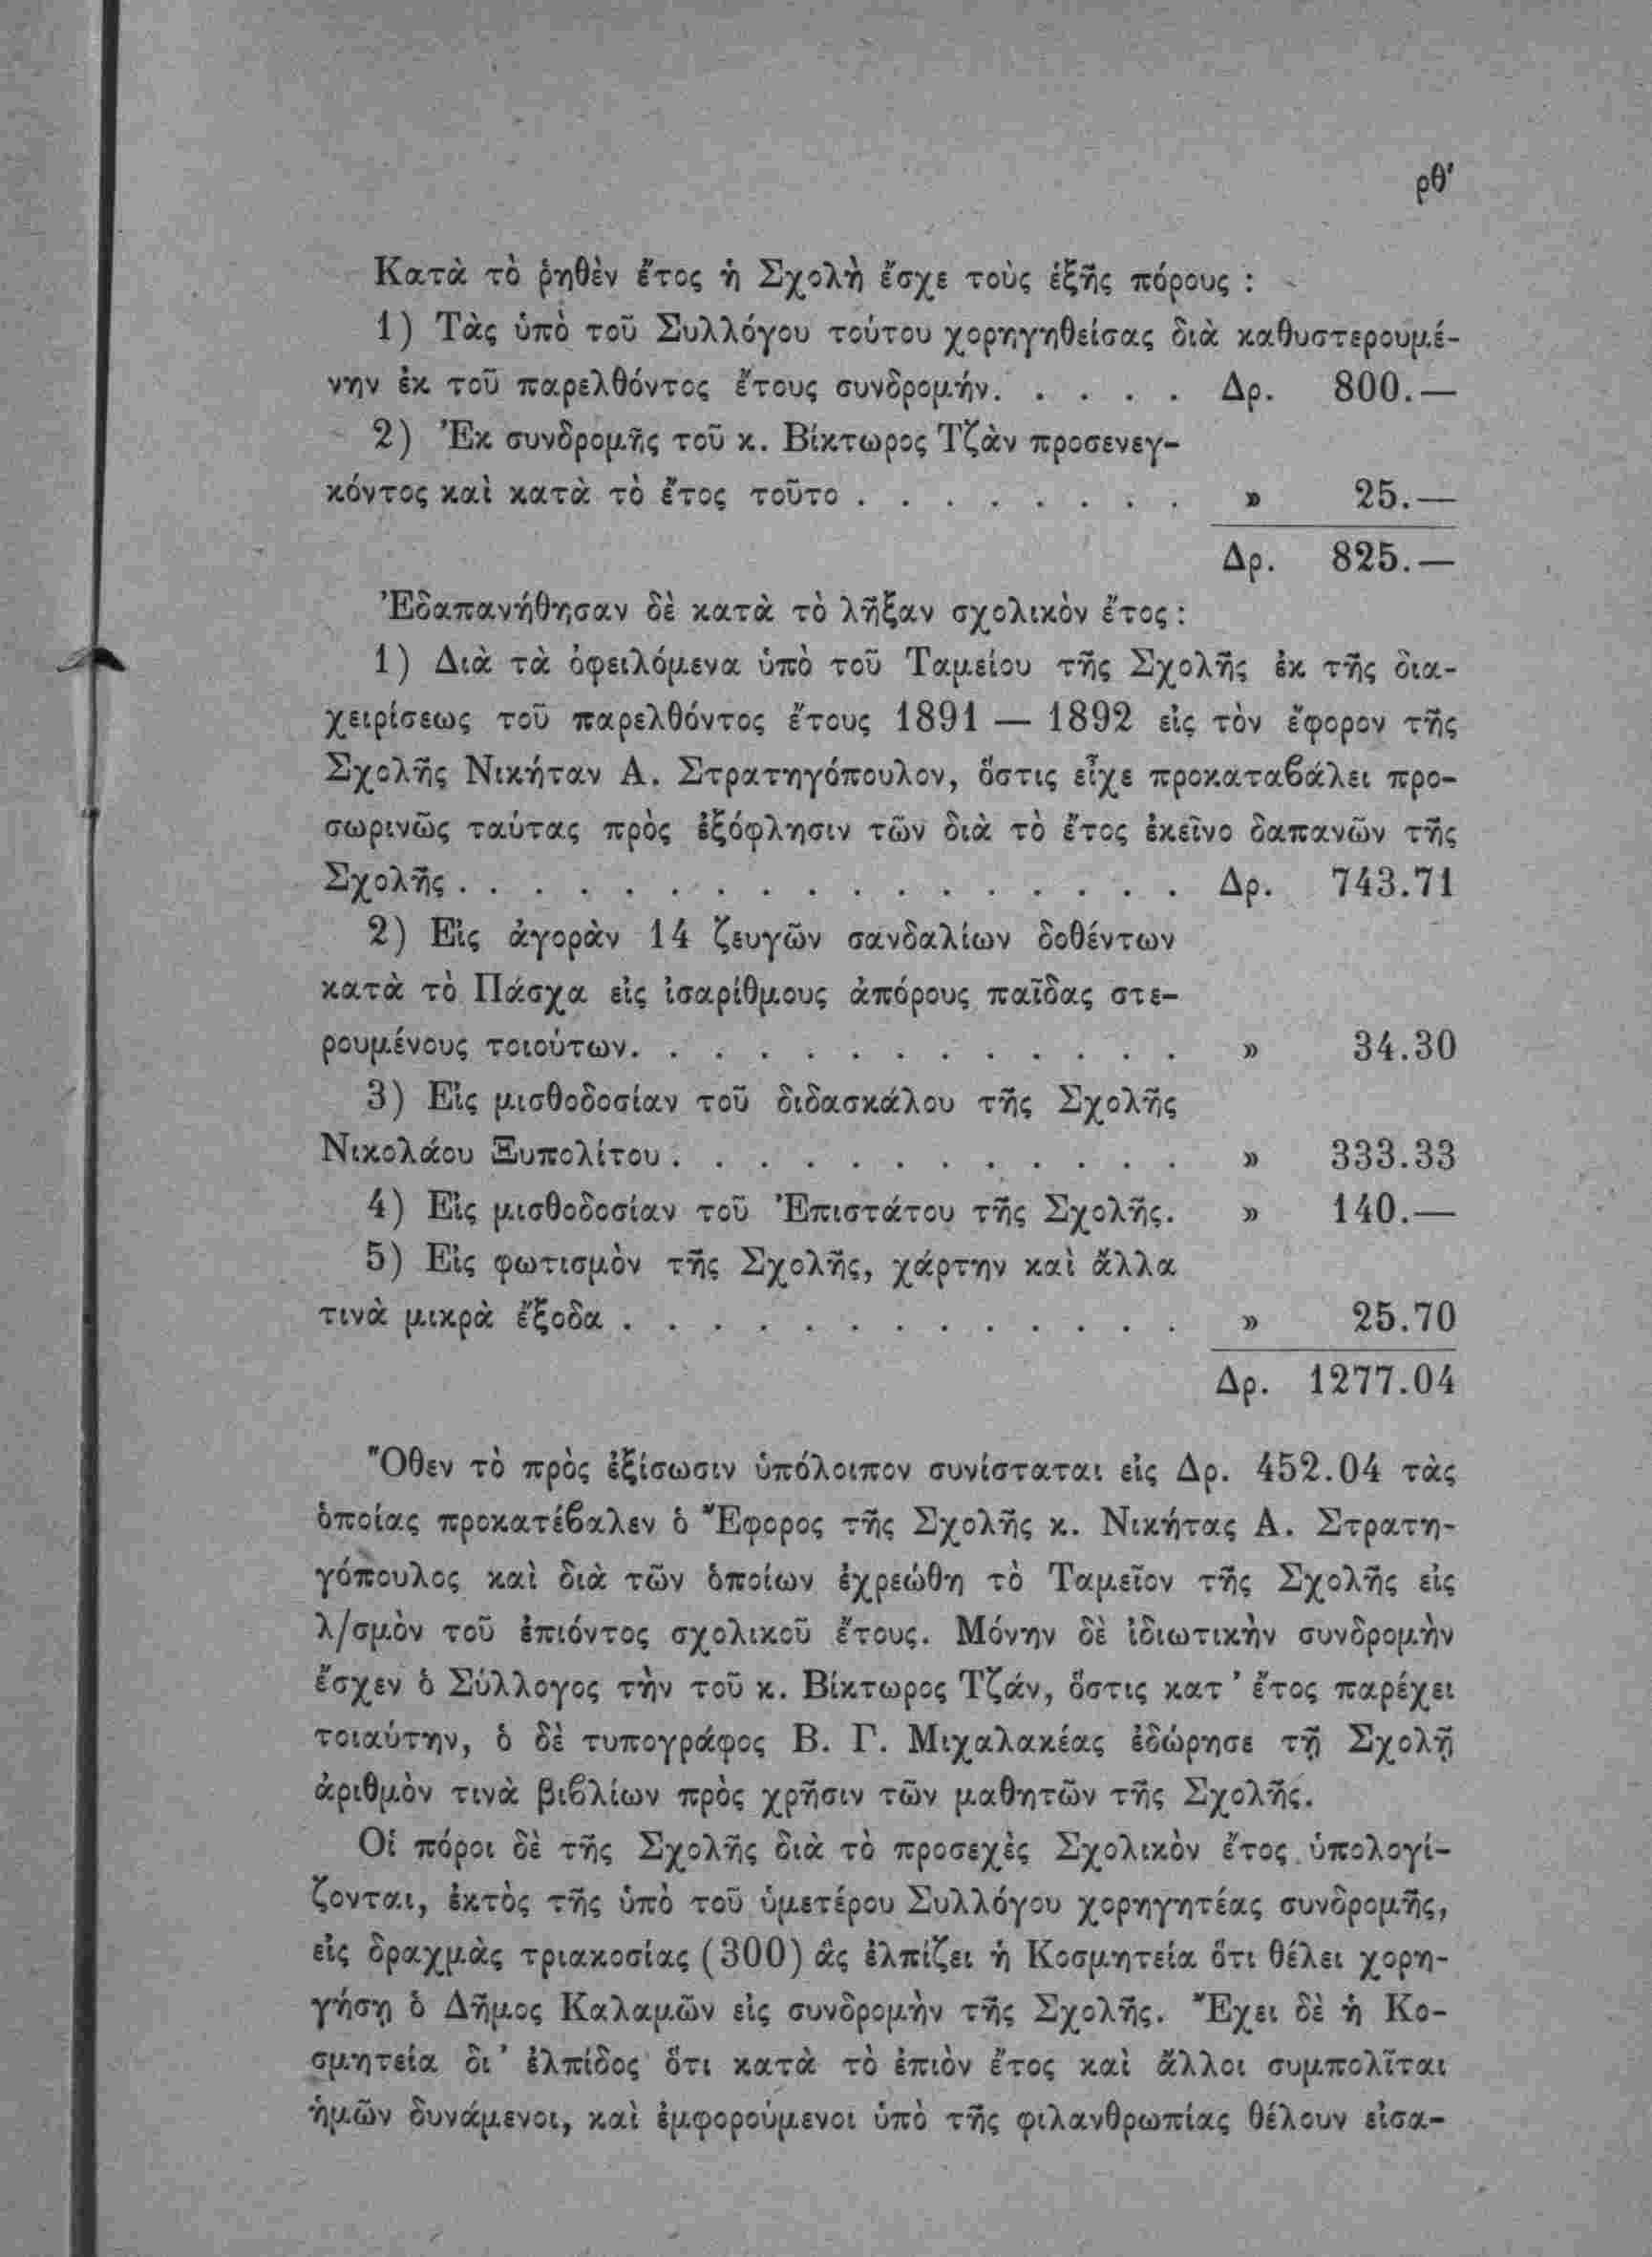 ρθ'
Κατὰ τὸ ῥηθὲν ἔτος ἡ Σχολὴ ἔσχε τοὺς ἑξῆς πόρους :
1) Τὰς ὑπὸ τοῦ Συλλόγου τούτου χορηγηθείσας διὰ καθυστερουμέ-
νην ἐκ τοῦ παρελθόντος ἔτους συνδρομήν. . . . . Δρ. 800.—
2) Ἐκ συνδρομῆς τοῦ κ. Βίκτωρος Τζὰν προσενεγ-
κόντος καὶ κατὰ τὸ ἔτος τοῦτο . . . . . . . . » 25.—
Δρ. 825.—
Ἐδαπανήθησαν δὲ κατὰ τὸ λῆξαν σχολικὸν ἔτος :
1) Διὰ τὰ ὀφειλόμενα ὑπὸ τοῦ Ταμείου τῆς Σχολῆς ἐκ τῆς δια-
χειρίσεως τοῦ παρελθόντος ἔτους 1891 — 1892 εἰς τὸν ἔφορον τῆς
Σχολῆς Νικήταν Α. Στρατηγόπουλον, ὅστις εἶχε προκαταβάλει προ-
σωρινῶς ταύτας πρὸς ἐξόφλησιν τῶν διὰ τὸ ἔτος ἐκεῖνο δαπανῶν τῆς
Σχολῆς . . . . . . . . . . . . . . . . . Δρ. 743.71
2) Εἰς ἀγορὰν 14 ζευγῶν σανδαλίων δοθέντων
κατὰ τὸ Πάσχα εἰς ἰσαρίθμους ἀπόρους παῖδας στε-
ρουμένους τοιούτων. . . . . . . . . . . . . » 34.30
3) Εἰς μισθοδοσίαν τοῦ διδασκάλου τῆς Σχολῆς
Νικολάου Ξυπολίτου . . . . . . . . . . . . » 333.33
4) Εἰς μισθοδοσίαν τοῦ Ἐπιστάτου τῆς Σχολῆς. » 140.—
5) Εἰς φωτισμὸν τῆς Σχολῆς, χάρτην καὶ ἄλλα
τινὰ μικρὰ ἔξοδα . . . . . . . . . . . . . » 25.70
Δρ. 1277.04
Ὅθεν τὸ πρὸς ἐξίσωσιν ὑπόλοιπον συνίσταται εἰς Δρ. 452.04 τὰς
ὁποίας προκατέβαλεν ὁ Ἔφορος τῆς Σχολῆς κ. Νικήτας Α. Στρατη-
γόπουλος καὶ διὰ τῶν ὁποίων ἐχρεώθη τὸ Ταμεῖον τῆς Σχολῆς εἰς
λ/σμὸν τοῦ ἐπιόντος σχολικοῦ ἔτους. Μόνην δὲ ἰδιωτικὴν συνδρομὴν
ἔσχεν ὁ Σύλλογος τὴν τοῦ κ. Βίκτωρος Τζάν, ὅστις κατ' ἔτος παρέχει
τοιαύτην, ὁ δὲ τυπογράφος Β. Γ. Μιχαλακέας ἐδώρησε τῇ Σχολῇ
ἀριθμὸν τινὰ βιβλίων πρὸς χρῆσιν τῶν μαθητῶν τῆς Σχολῆς.
Οἱ πόροι δὲ τῆς Σχολῆς διὰ τὸ προσεχὲς Σχολικὸν ἔτος ὑπολογί-
ζονται, ἐκτὸς τῆς ὑπὸ τοῦ ὑμετέρου Συλλόγου χορηγητέας συνδρομῆς,
εἰς δραχμὰς τριακοσίας (300) ἃς ἐλπίζει ἡ Κοσμητεία ὅτι θέλει χορη-
γήσῃ ὁ Δῆμος Καλαμῶν εἰς συνδρομὴν τῆς Σχολῆς. Ἔχει δὲ ἡ Κο-
σμητεία δι' ἐλπίδος ὅτι κατὰ τὸ ἐπιὸν ἔτος καὶ ἄλλοι συμπολῖται
ἡμῶν δυνάμενοι, καὶ ἐμφορούμενοι ὑπὸ τῆς φιλανθρωπίας θέλουν εἰσα-